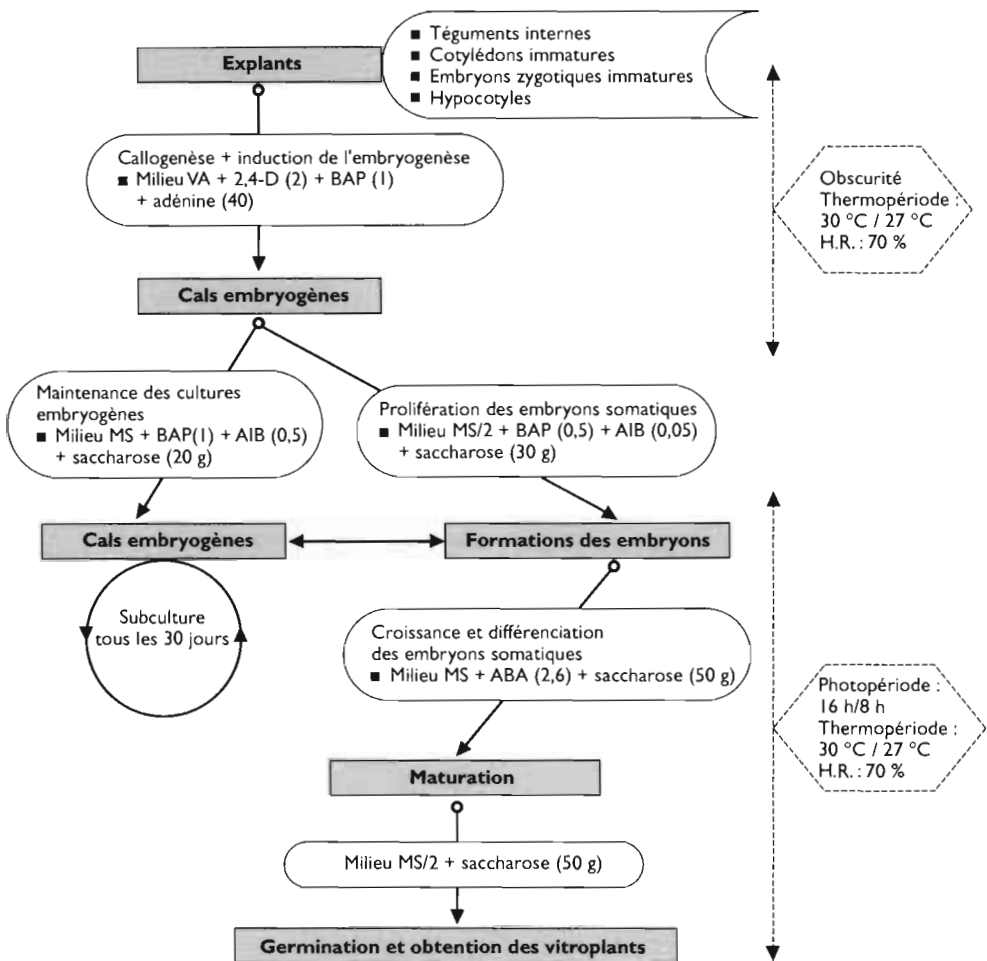 Explants
■ Téguments internes
■ Cotylédons immatures
■ Embryons zygotiques immatures
■ Hypocotyles
Callogenèse + induction de l'embryogenèse
■ Milieu VA + 2,4-D (2) + BAP (1)
+ adénine (40)
Obscurité
Thermopériode :
30 °C / 27 °C
H.R. : 70 %
Cals embryogènes
Maintenance des cultures
embryogènes
■ Milieu MS + BAP(1) + AIB (0,5)
+ saccharose (20 g)
Prolifération des embryons somatiques
■ Milieu MS/2 + BAP (0,5) + AIB (0,05)
+ saccharose (30 g)
Cals embryogènes
Formations des embryons
Subculture
tous les 30 jours
Croissance et différenciation
des embryons somatiques
■ Milieu MS + ABA (2,6) + saccharose (50 g)
Photopériode :
16 h/8 h
Thermopériode :
30 °C / 27 °C
H.R. : 70 %
Maturation
Milieu MS/2 + saccharose (50 g)
Germination et obtention des vitroplants